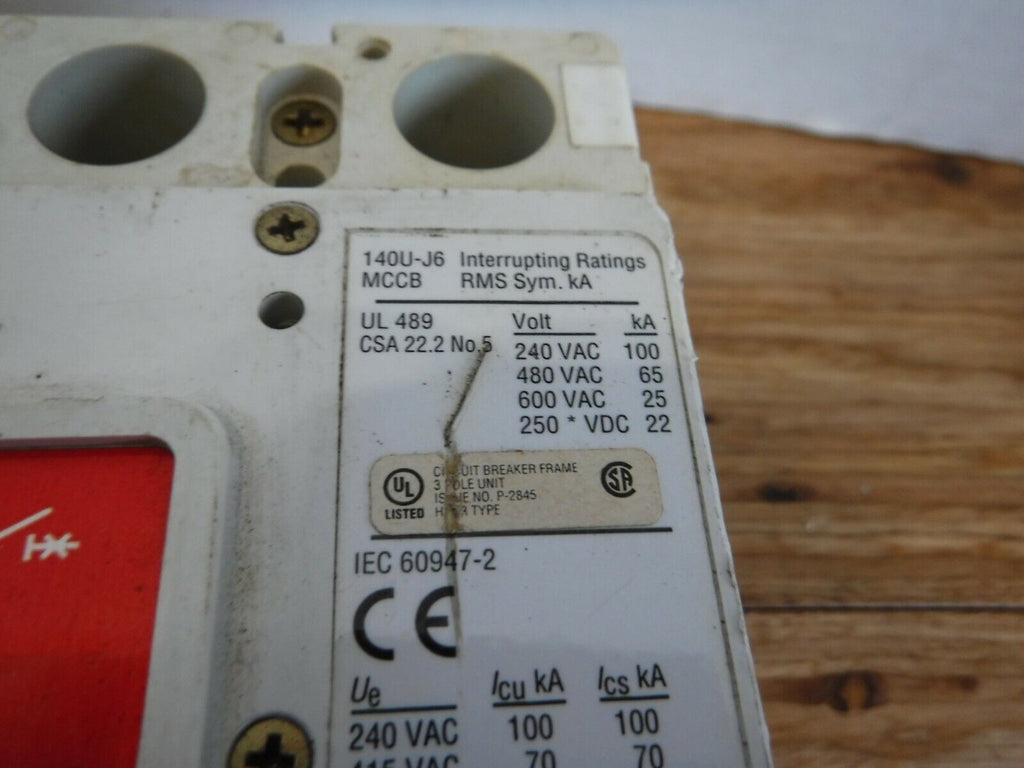 140U-J6 Interrupting Ratings
MCCB RMS Sym. kA
UL 489 Volt kA
CSA 22.2 No.5 240 VAC 100
480 VAC 65
600 VAC 25
250 * VDC 22
UL LISTED
CIRCUIT BREAKER FRAME
3 POLE UNIT
ISSUE NO. P-2845
TYPE
SA
IEC 60947-2
CE
Ue Icu kA Ics kA
240 VAC 100 100
415 VAC 70 70